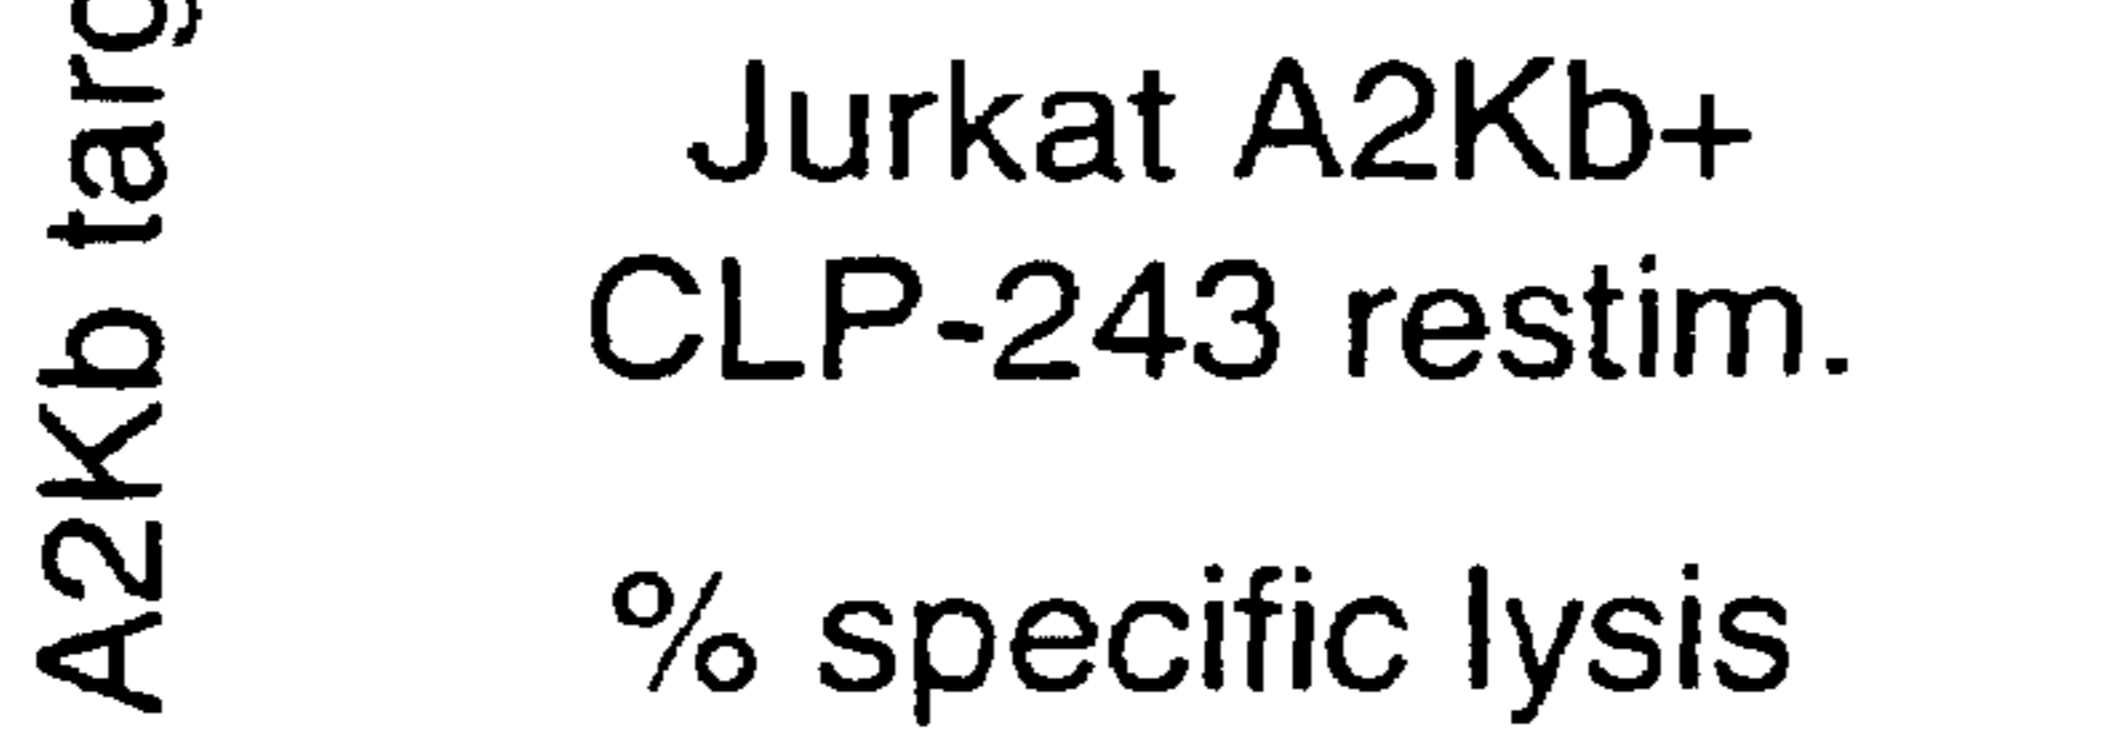 A2Kb
Jurkat A2Kb+
CLP-243 restim.
% specific lysis